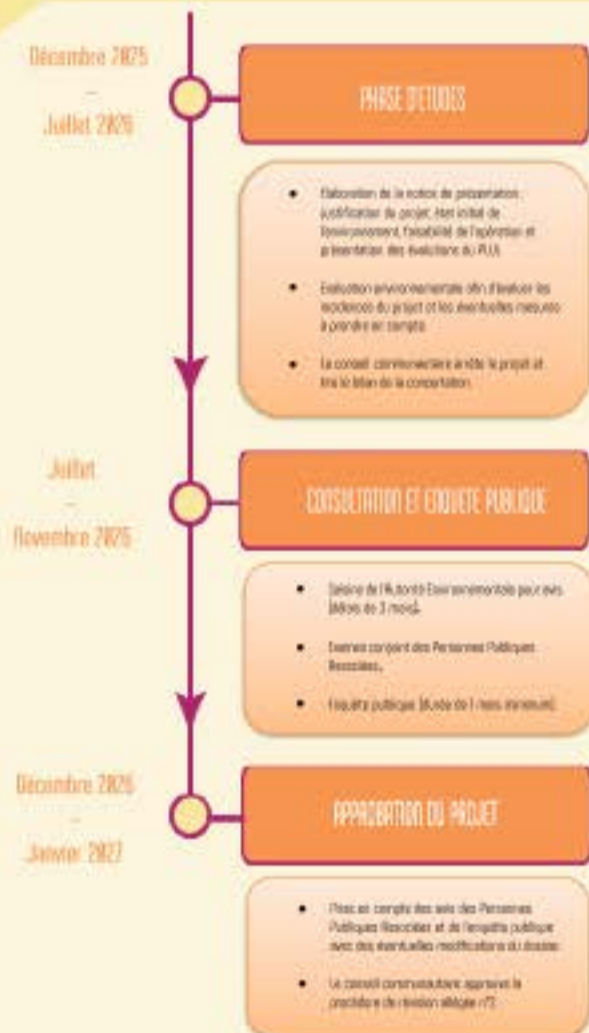 Décembre 2025
–
Juillet 2026
PHASE D'ETUDES
• Elaboration de la notice de présentation :
justification du projet, état initial de
l'environnement, faisabilité de l'opération et
présentation des évolutions du PLUi.
• Evaluation environnementale afin d'évaluer les
incidences du projet et les éventuelles mesures
à prendre en compte.
• Le conseil communautaire arrête le projet et
tire le bilan de la concertation.
Juillet
–
Novembre 2026
CONSULTATION ET ENQUETE PUBLIQUE
• Saisine de l'Autorité Environnementale pour avis
(délais de 3 mois).
• Examen conjoint des Personnes Publiques
Associées.
• Enquête publique (durée de 1 mois minimum)
Décembre 2026
–
Janvier 2027
APPROBATION DU PROJET
• Prise en compte des avis des Personnes
Publiques Associées et de l'enquête publique
avec des éventuelles modifications du dossier.
• Le conseil communautaire approuve la
procédure de révision allégée